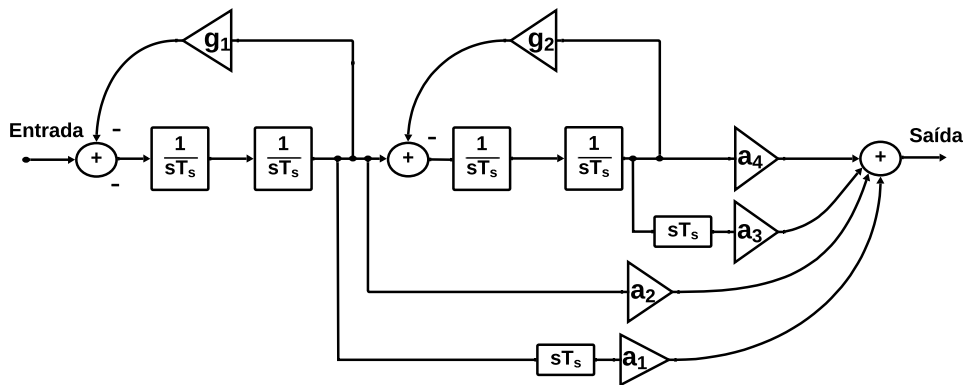 g1
g2
Entrada
Saída
–
–
–
+
1
sTs
1
sTs
+
1
sTs
1
sTs
a4
+
sTs
a3
a2
sTs
a1